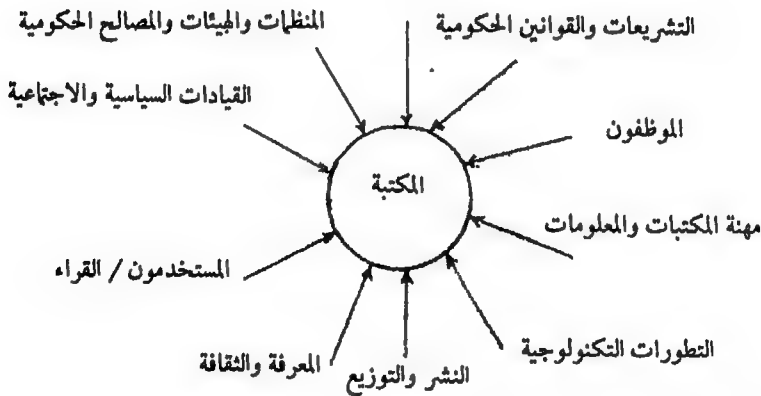 المنظمات والهيئات والمصالح الحكومية
التشريعات والقوانين الحكومية
القيادات السياسية والاجتماعية
الموظفون
المكتبة
مهنة المكتبات والمعلومات
المستخدمون / القراء
التطورات التكنولوجية
المعرفة والثقافة
النشر والتوزيع